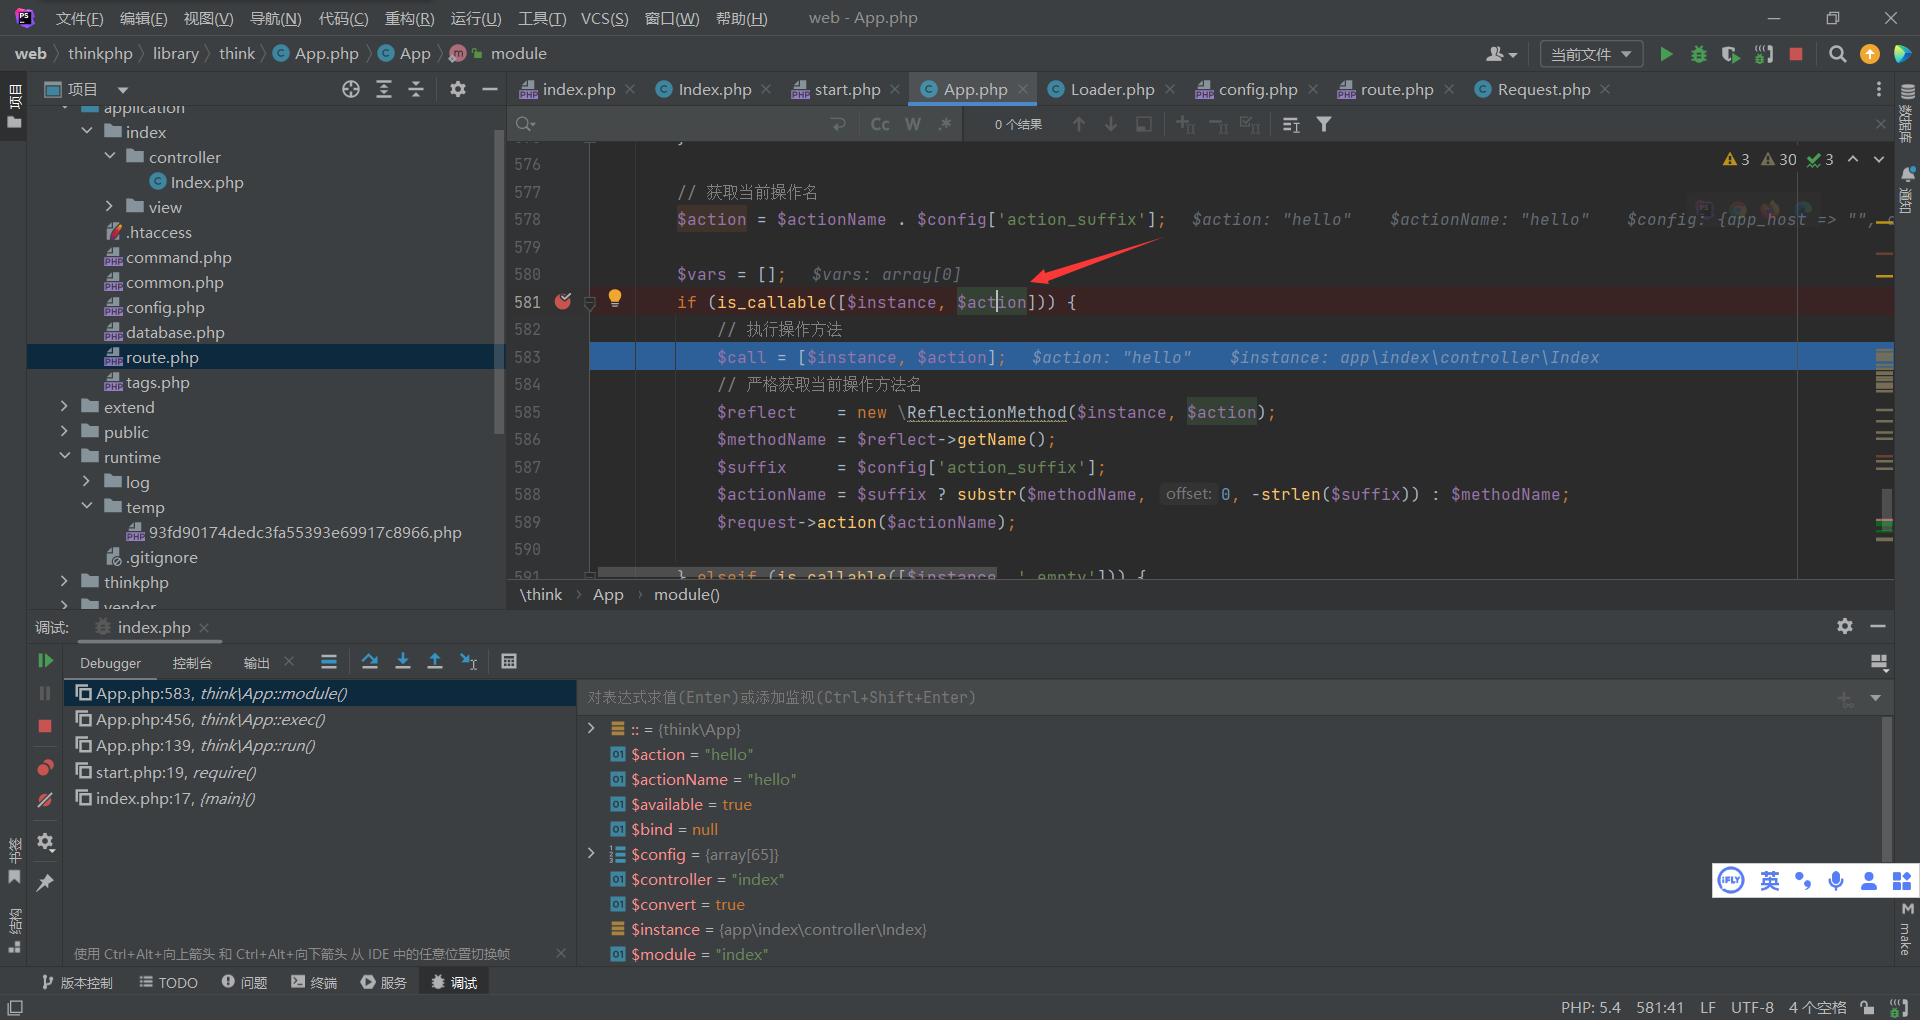 文件(F) 编辑(E) 视图(V) 导航(N) 代码(C) 重构(R) 运行(U) 工具(T) VCS(S) 窗口(W) 帮助(H) web - App.php
web thinkphp library think App.php App module
当前文件
项目
index.php Index.php start.php App.php Loader.php config.php route.php Request.php
Cc W .* 0 个结果
3 30 3
项目
application
index
controller
Index.php
view
.htaccess
command.php
common.php
config.php
database.php
route.php
tags.php
extend
public
runtime
log
temp
93fd90174dedc3fa55393e69917c8966.php
.gitignore
thinkphp
vendor
576
577 // 获取当前操作名
578 $action = $actionName . $config['action_suffix']; $action: "hello" $actionName: "hello" $config: {app_host => "",
579
580 $vars = []; $vars: array[0]
581 if (is_callable([$instance, $action])) {
582 // 执行操作方法
583 $call = [$instance, $action]; $action: "hello" $instance: app\index\controller\Index
584 // 严格获取当前操作方法名
585 $reflect = new \ReflectionMethod($instance, $action);
586 $methodName = $reflect->getName();
587 $suffix = $config['action_suffix'];
588 $actionName = $suffix ? substr($methodName, offset: 0, -strlen($suffix)) : $methodName;
589 $request->action($actionName);
590
591 } elseif (is_callable([$instance, '_empty'])) {
\think App module()
数据库
通知
调试: index.php
Debugger 控制台 输出
App.php:583, think\App::module()
App.php:456, think\App::exec()
App.php:139, think\App::run()
start.php:19, require()
index.php:17, {main}()
对表达式求值(Enter)或添加监视(Ctrl+Shift+Enter)
:: = {think\App}
$action = "hello"
$actionName = "hello"
$available = true
$bind = null
$config = {array[65]}
$controller = "index"
$convert = true
$instance = {app\index\controller\Index}
$module = "index"
使用 Ctrl+Alt+向上箭头 和 Ctrl+Alt+向下箭头 从 IDE 中的任意位置切换帧
书签
结构
iFLY 英
make
版本控制 TODO 问题 终端 服务 调试
PHP: 5.4 581:41 LF UTF-8 4 个空格